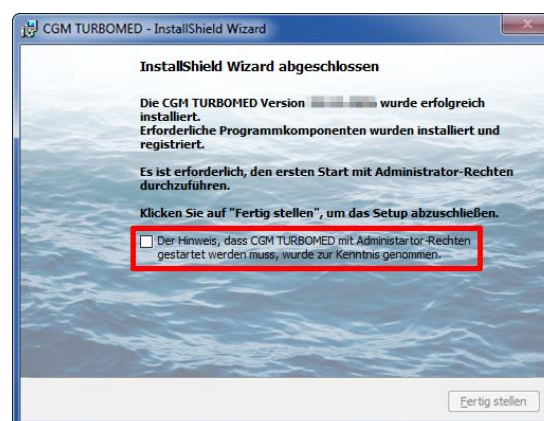 CGM TURBOMED - InstallShield Wizard
InstallShield Wizard abgeschlossen
Die CGM TURBOMED Version wurde erfolgreich
installiert.
Erforderliche Programmkomponenten wurden installiert und
registriert.
Es ist erforderlich, den ersten Start mit Administrator-Rechten
durchzuführen.
Klicken Sie auf "Fertig stellen", um das Setup abzuschließen.
Der Hinweis, dass CGM TURBOMED mit Administartor-Rechten
gestartet werden muss, wurde zur Kenntnis genommen.
Fertig stellen